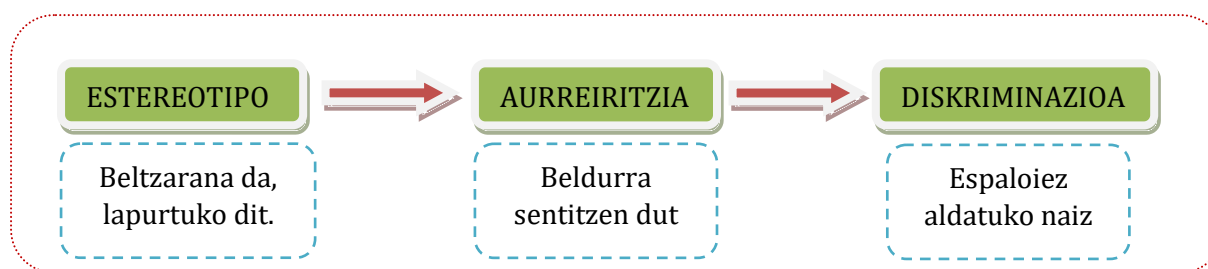 ESTEREOTIPO
AURREIRITZIA
DISKRIMINAZIOA
Beltzarana da,
lapurtuko dit.
Beldurra
sentitzen dut
Espaloiez
aldatuko naiz